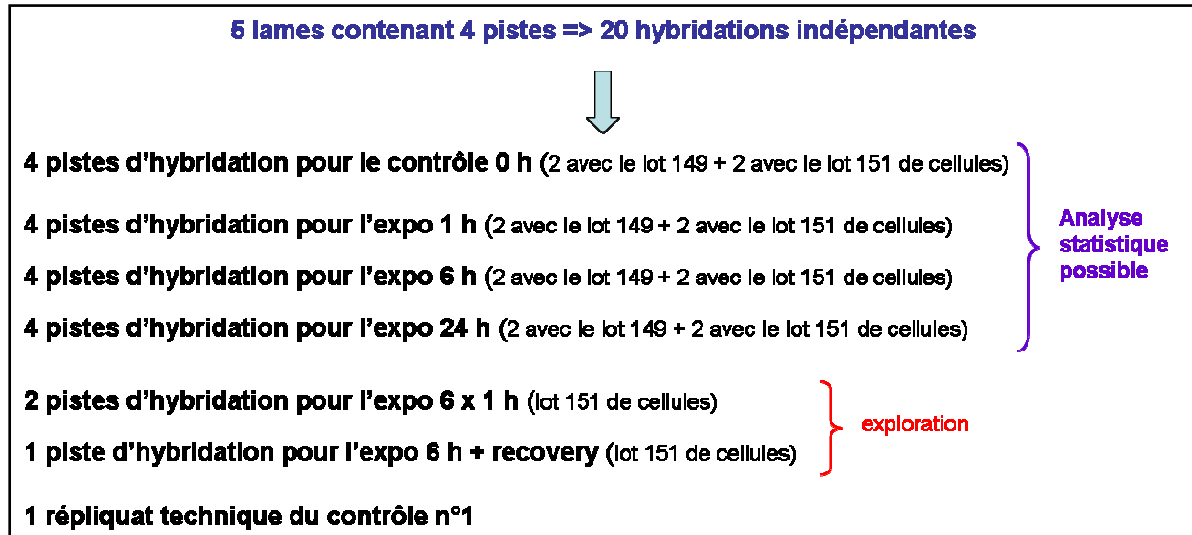 5 lames contenant 4 pistes => 20 hybridations indépendantes
4 pistes d'hybridation pour le contrôle 0 h (2 avec le lot 149 + 2 avec le lot 151 de cellules)
4 pistes d'hybridation pour l'expo 1 h (2 avec le lot 149 + 2 avec le lot 151 de cellules)
4 pistes d'hybridation pour l'expo 6 h (2 avec le lot 149 + 2 avec le lot 151 de cellules)
4 pistes d'hybridation pour l'expo 24 h (2 avec le lot 149 + 2 avec le lot 151 de cellules)
Analyse
statistique
possible
2 pistes d'hybridation pour l'expo 6 x 1 h (lot 151 de cellules)
1 piste d'hybridation pour l'expo 6 h + recovery (lot 151 de cellules)
exploration
1 répliquat technique du contrôle n°1